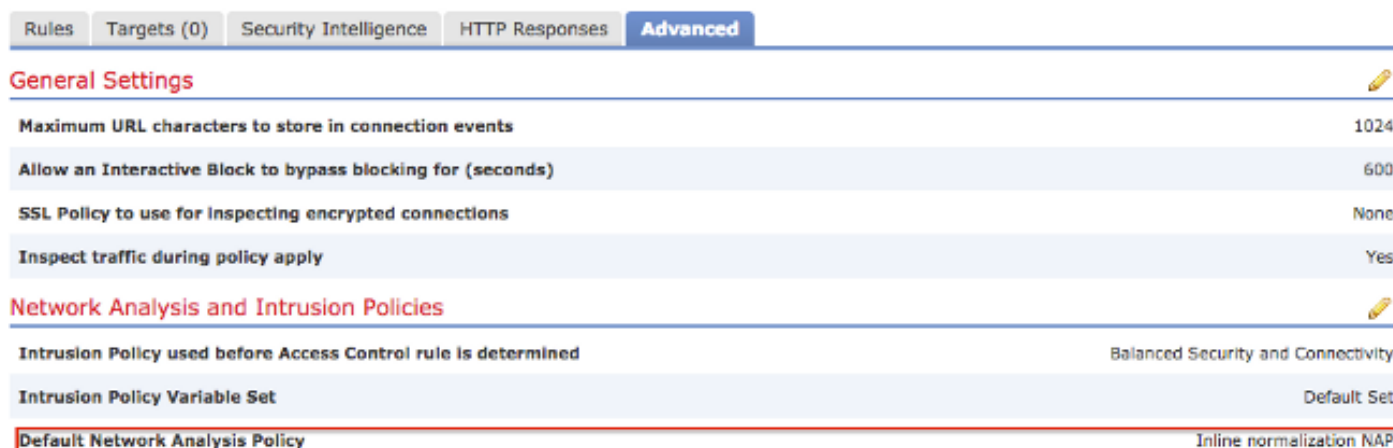 Rules Targets (0) Security Intelligence HTTP Responses Advanced
General Settings
Maximum URL characters to store in connection events 1024
Allow an Interactive Block to bypass blocking for (seconds) 600
SSL Policy to use for inspecting encrypted connections None
Inspect traffic during policy apply Yes
Network Analysis and Intrusion Policies
Intrusion Policy used before Access Control rule is determined Balanced Security and Connectivity
Intrusion Policy Variable Set Default Set
Default Network Analysis Policy Inline normalization NAP